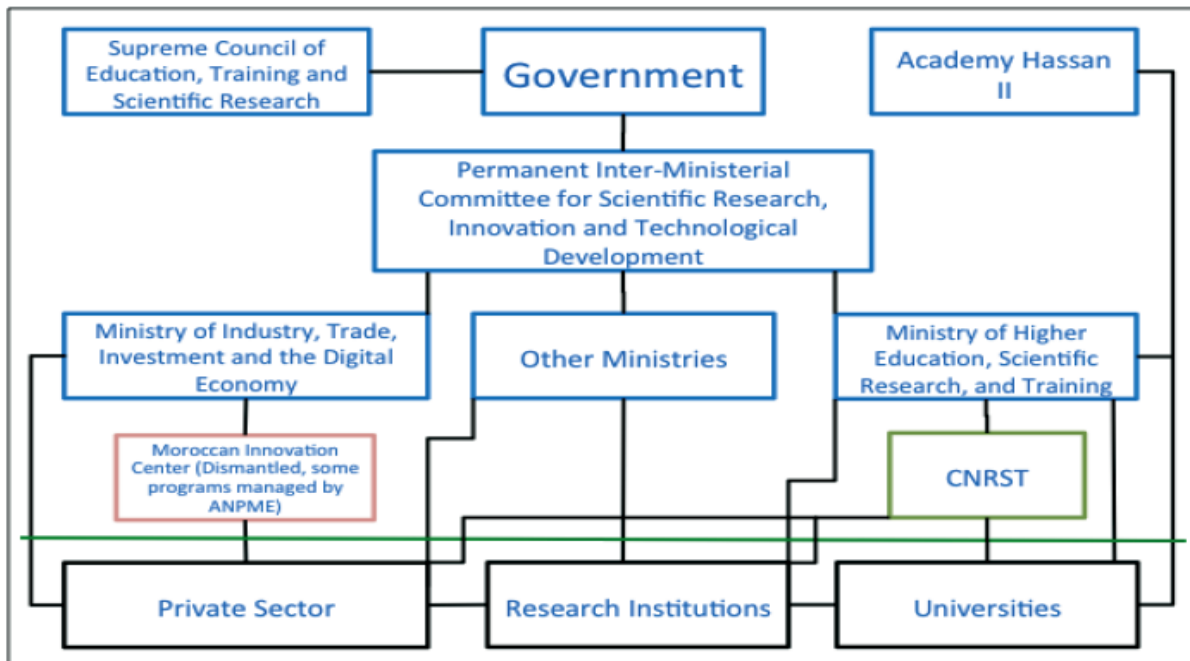 Supreme Council of
Education, Training and
Scientific Research
Government
Academy Hassan
II
Permanent Inter-Ministerial
Committee for Scientific Research,
Innovation and Technological
Development
Ministry of Industry, Trade,
Investment and the Digital
Economy
Other Ministries
Ministry of Higher
Education, Scientific
Research, and Training
Moroccan Innovation
Center (Dismantled, some
programs managed by
ANPME)
CNRST
Private Sector
Research Institutions
Universities